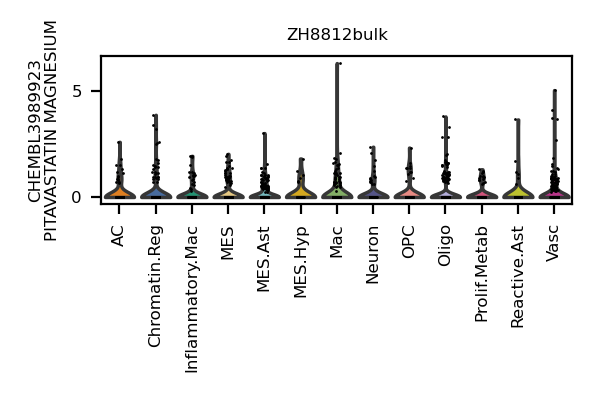 ZH8812bulk
CHEMBL3989923
PITAVASTATIN MAGNESIUM
5
0
AC
Chromatin.Reg
Inflammatory.Mac
MES
MES.Ast
MES.Hyp
Mac
Neuron
OPC
Oligo
Prolif.Metab
Reactive.Ast
Vasc